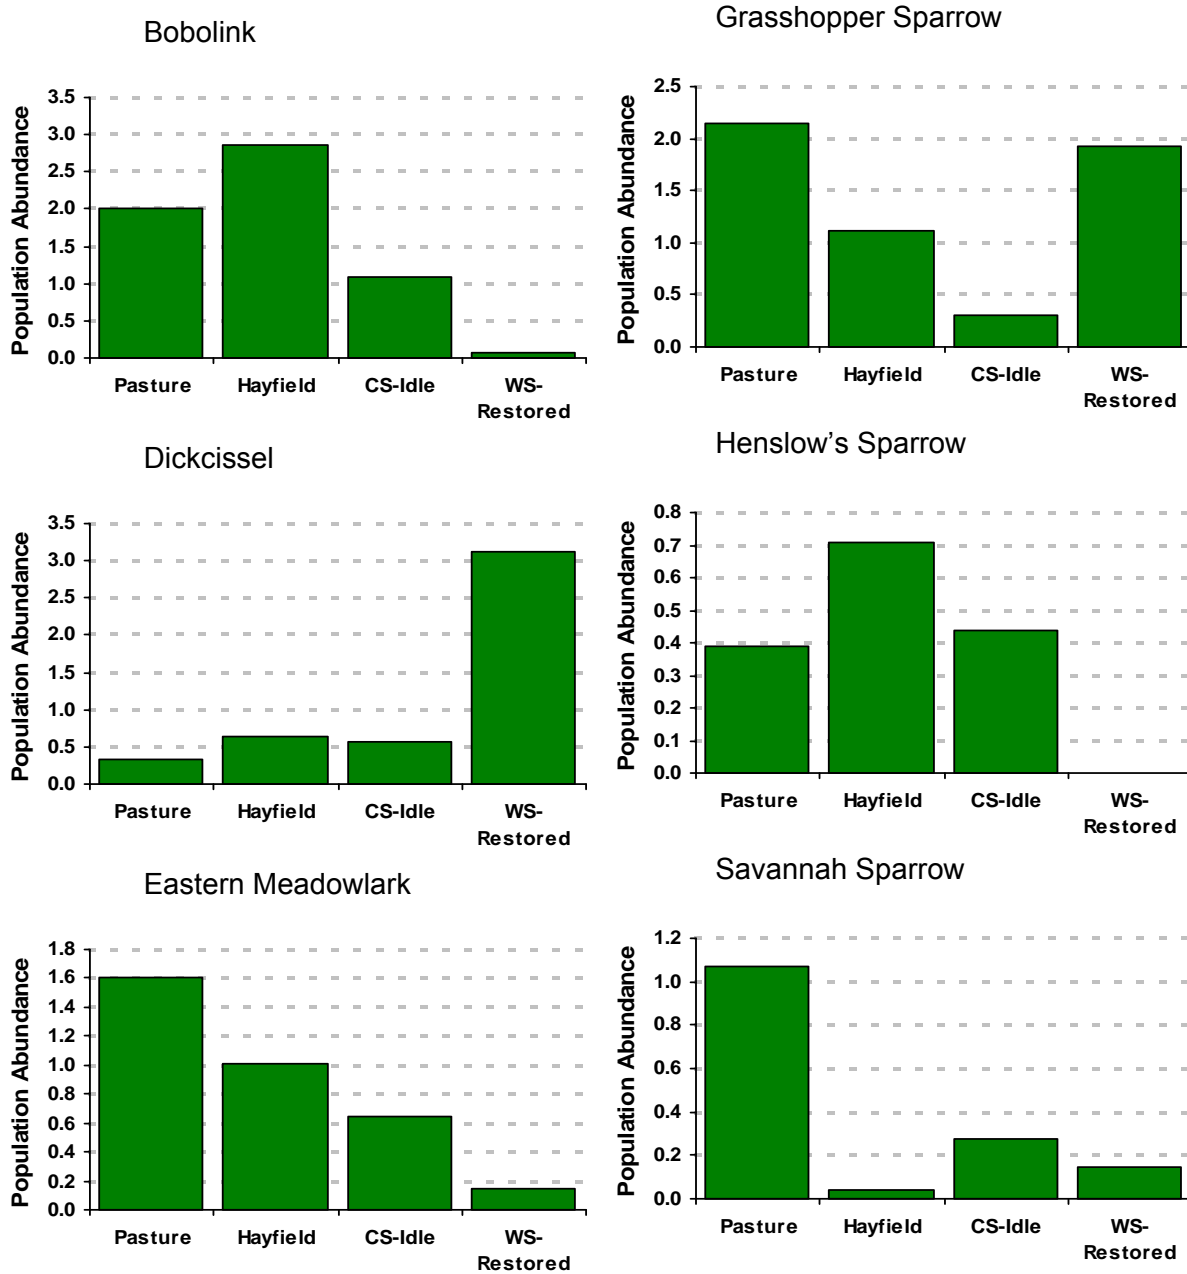 Bobolink
Population Abundance
3.5
3.0
2.5
2.0
1.5
1.0
0.5
0.0
Pasture Hayfield CS-Idle WS-
Restored
Grasshopper Sparrow
Population Abundance
2.5
2.0
1.5
1.0
0.5
0.0
Pasture Hayfield CS-Idle WS-
Restored
Dickcissel
Population Abundance
3.5
3.0
2.5
2.0
1.5
1.0
0.5
0.0
Pasture Hayfield CS-Idle WS-
Restored
Henslow’s Sparrow
Population Abundance
0.8
0.7
0.6
0.5
0.4
0.3
0.2
0.1
0.0
Pasture Hayfield CS-Idle WS-
Restored
Eastern Meadowlark
Population Abundance
1.8
1.6
1.4
1.2
1.0
0.8
0.6
0.4
0.2
0.0
Pasture Hayfield CS-Idle WS-
Restored
Savannah Sparrow
Population Abundance
1.2
1.0
0.8
0.6
0.4
0.2
0.0
Pasture Hayfield CS-Idle WS-
Restored